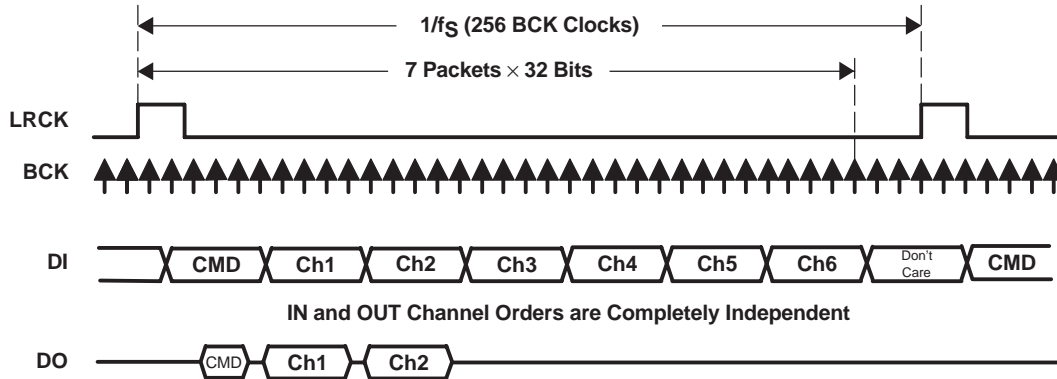 1/fS (256 BCK Clocks)
7 Packets × 32 Bits
LRCK
BCK
DI CMD Ch1 Ch2 Ch3 Ch4 Ch5 Ch6 Don't Care CMD
IN and OUT Channel Orders are Completely Independent
DO CMD Ch1 Ch2